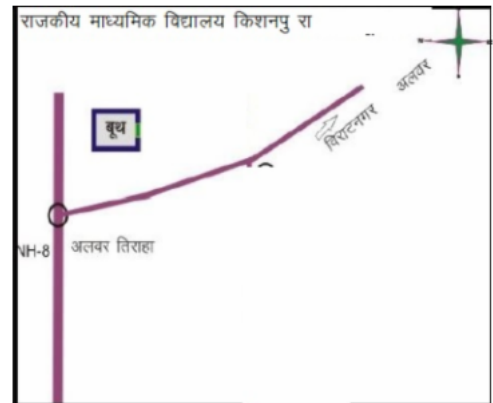 राजकीय माध्यमिक विद्यालय किशनपु रा
अलवर
विराटनगर
बूथ
NH-8 अलवर तिराहा